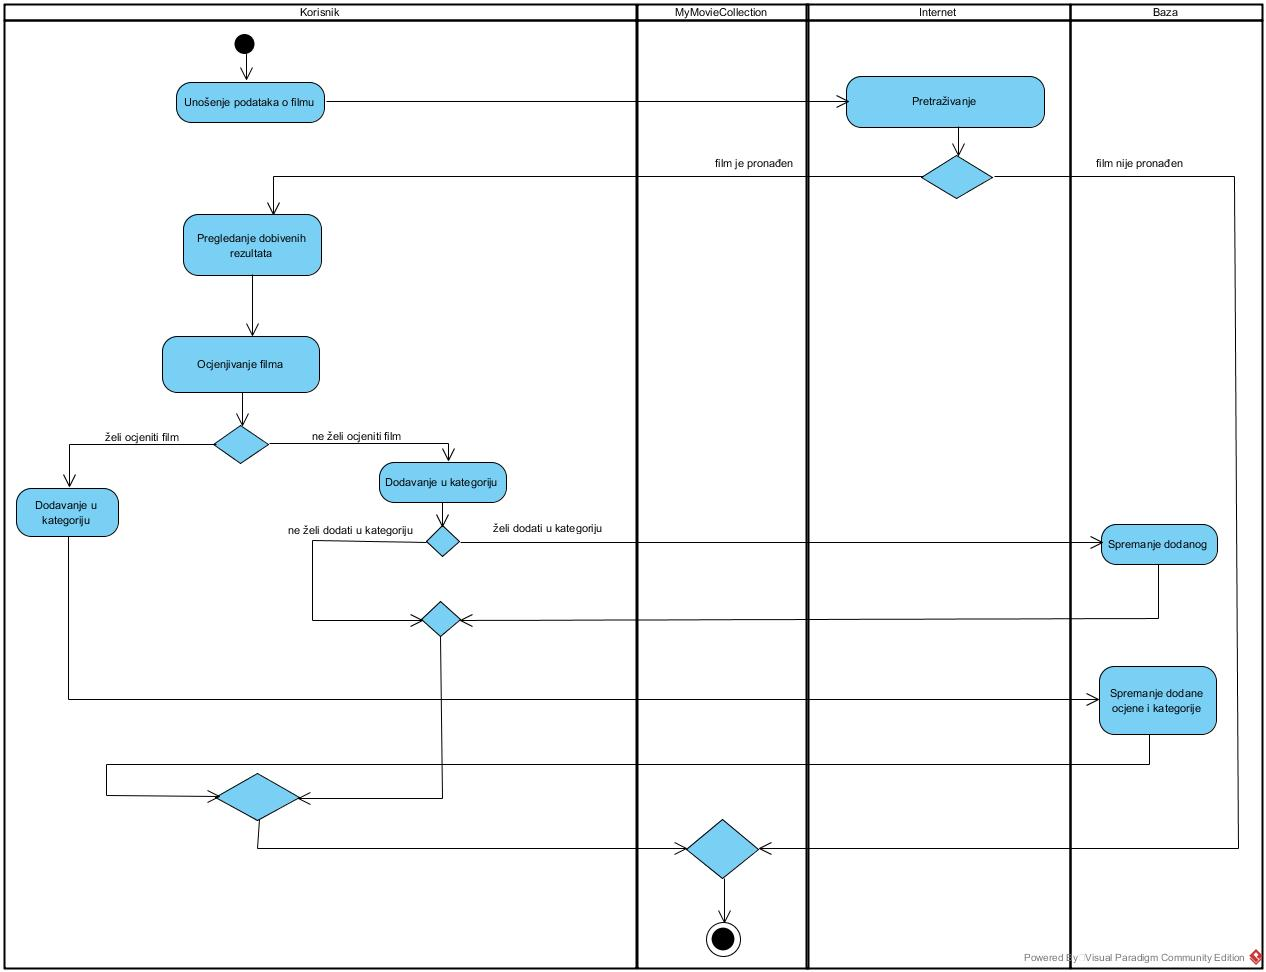 Korisnik
MyMovieCollection
Internet
Baza
Unošenje podataka o filmu
Pretraživanje
film je pronađen
film nije pronađen
Pregledanje dobivenih
rezultata
Ocjenjivanje filma
želi ocjeniti film
ne želi ocjeniti film
Dodavanje u kategoriju
Dodavanje u
kategoriju
ne želi dodati u kategoriju
želi dodati u kategoriju
Spremanje dodanog
Spremanje dodane
ocjene i kategorije
Powered By Visual Paradigm Community Edition